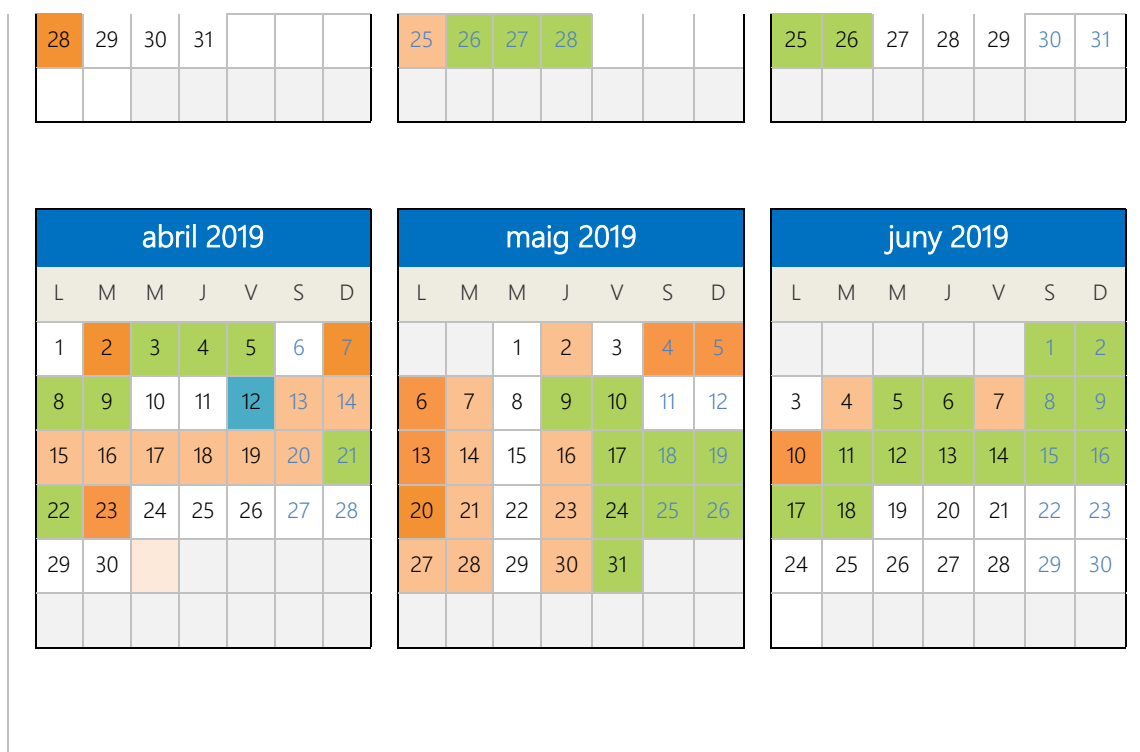 28 29 30 31
25 26 27 28
25 26 27 28 29 30 31
abril 2019
L M M J V S D
1 2 3 4 5 6 7
8 9 10 11 12 13 14
15 16 17 18 19 20 21
22 23 24 25 26 27 28
29 30
maig 2019
L M M J V S D
1 2 3 4 5
6 7 8 9 10 11 12
13 14 15 16 17 18 19
20 21 22 23 24 25 26
27 28 29 30 31
juny 2019
L M M J V S D
1 2
3 4 5 6 7 8 9
10 11 12 13 14 15 16
17 18 19 20 21 22 23
24 25 26 27 28 29 30